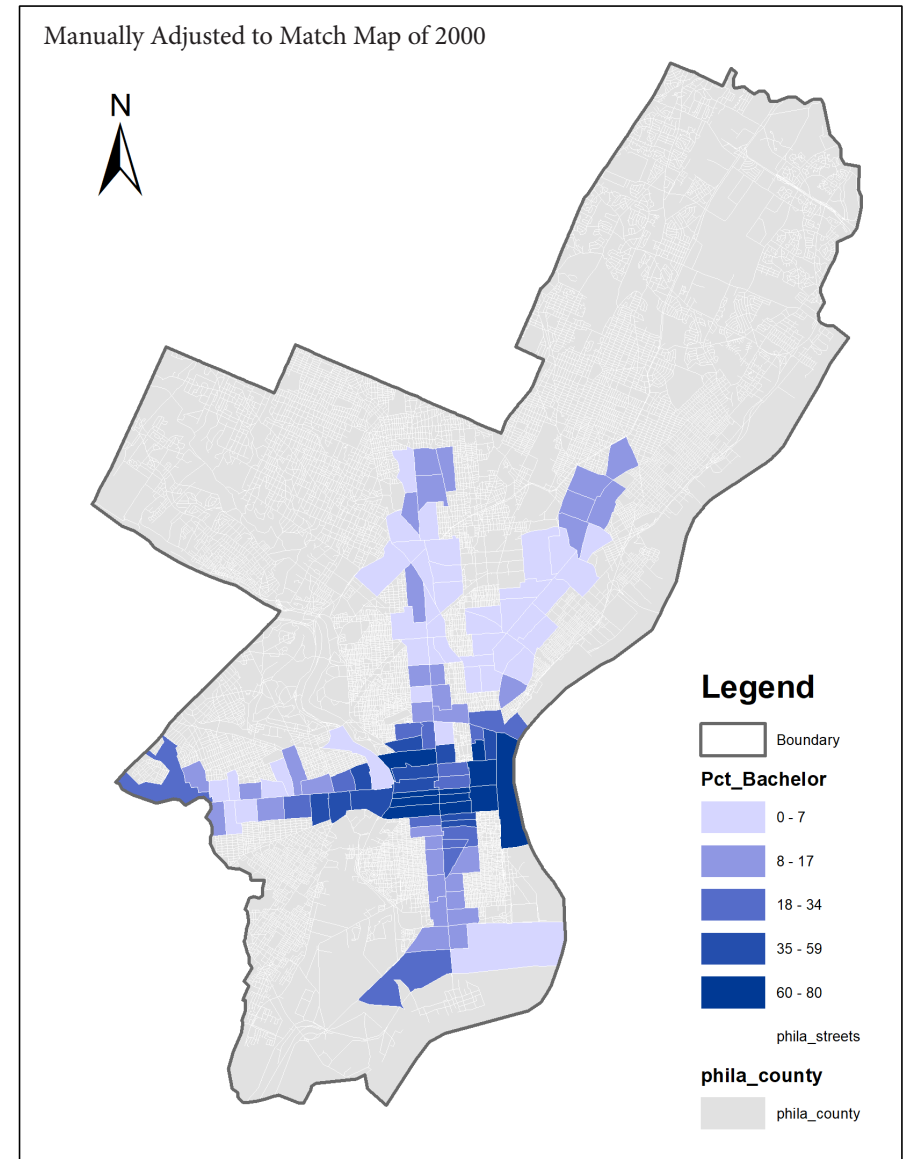 Manually Adjusted to Match Map of 2000
N
Legend
Boundary
Pct_Bachelor
0 - 7
8 - 17
18 - 34
35 - 59
60 - 80
phila_streets
phila_county
phila_county